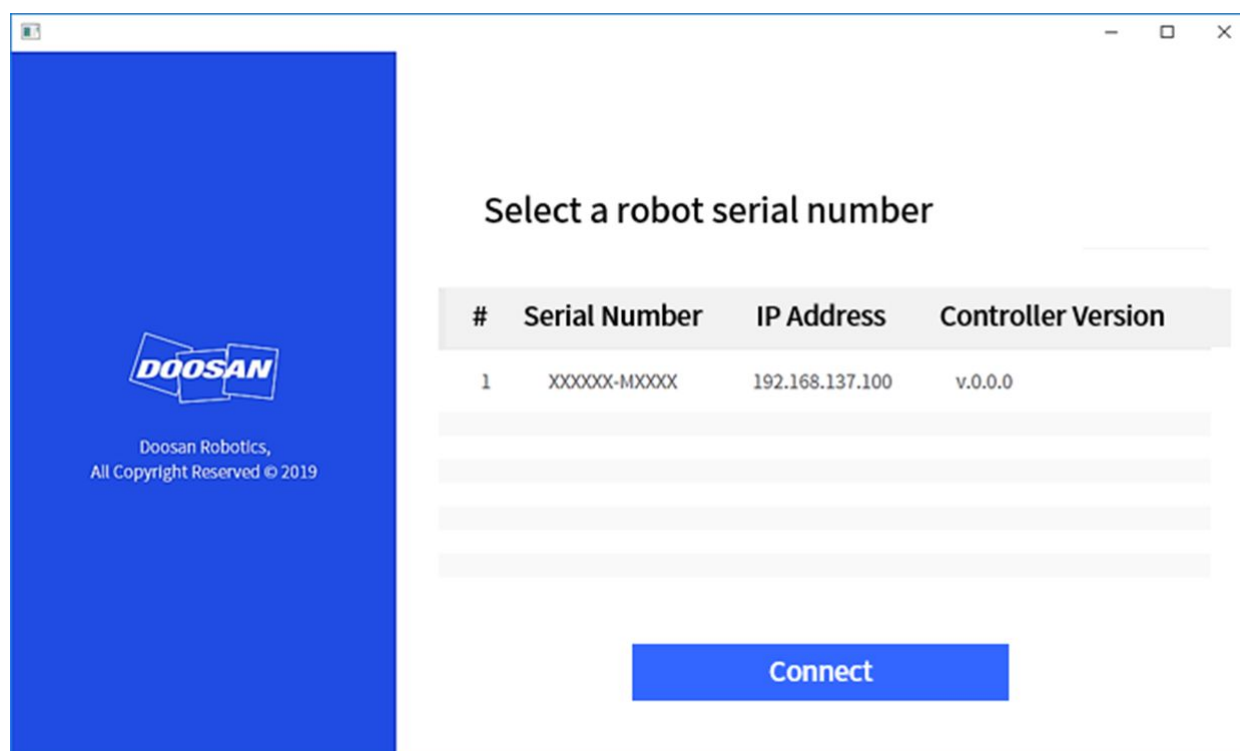 Select a robot serial number
# Serial Number IP Address Controller Version
1 XXXXXX-MXXXX 192.168.137.100 v.0.0.0
DOOSAN
Doosan Robotics,
All Copyright Reserved © 2019
Connect